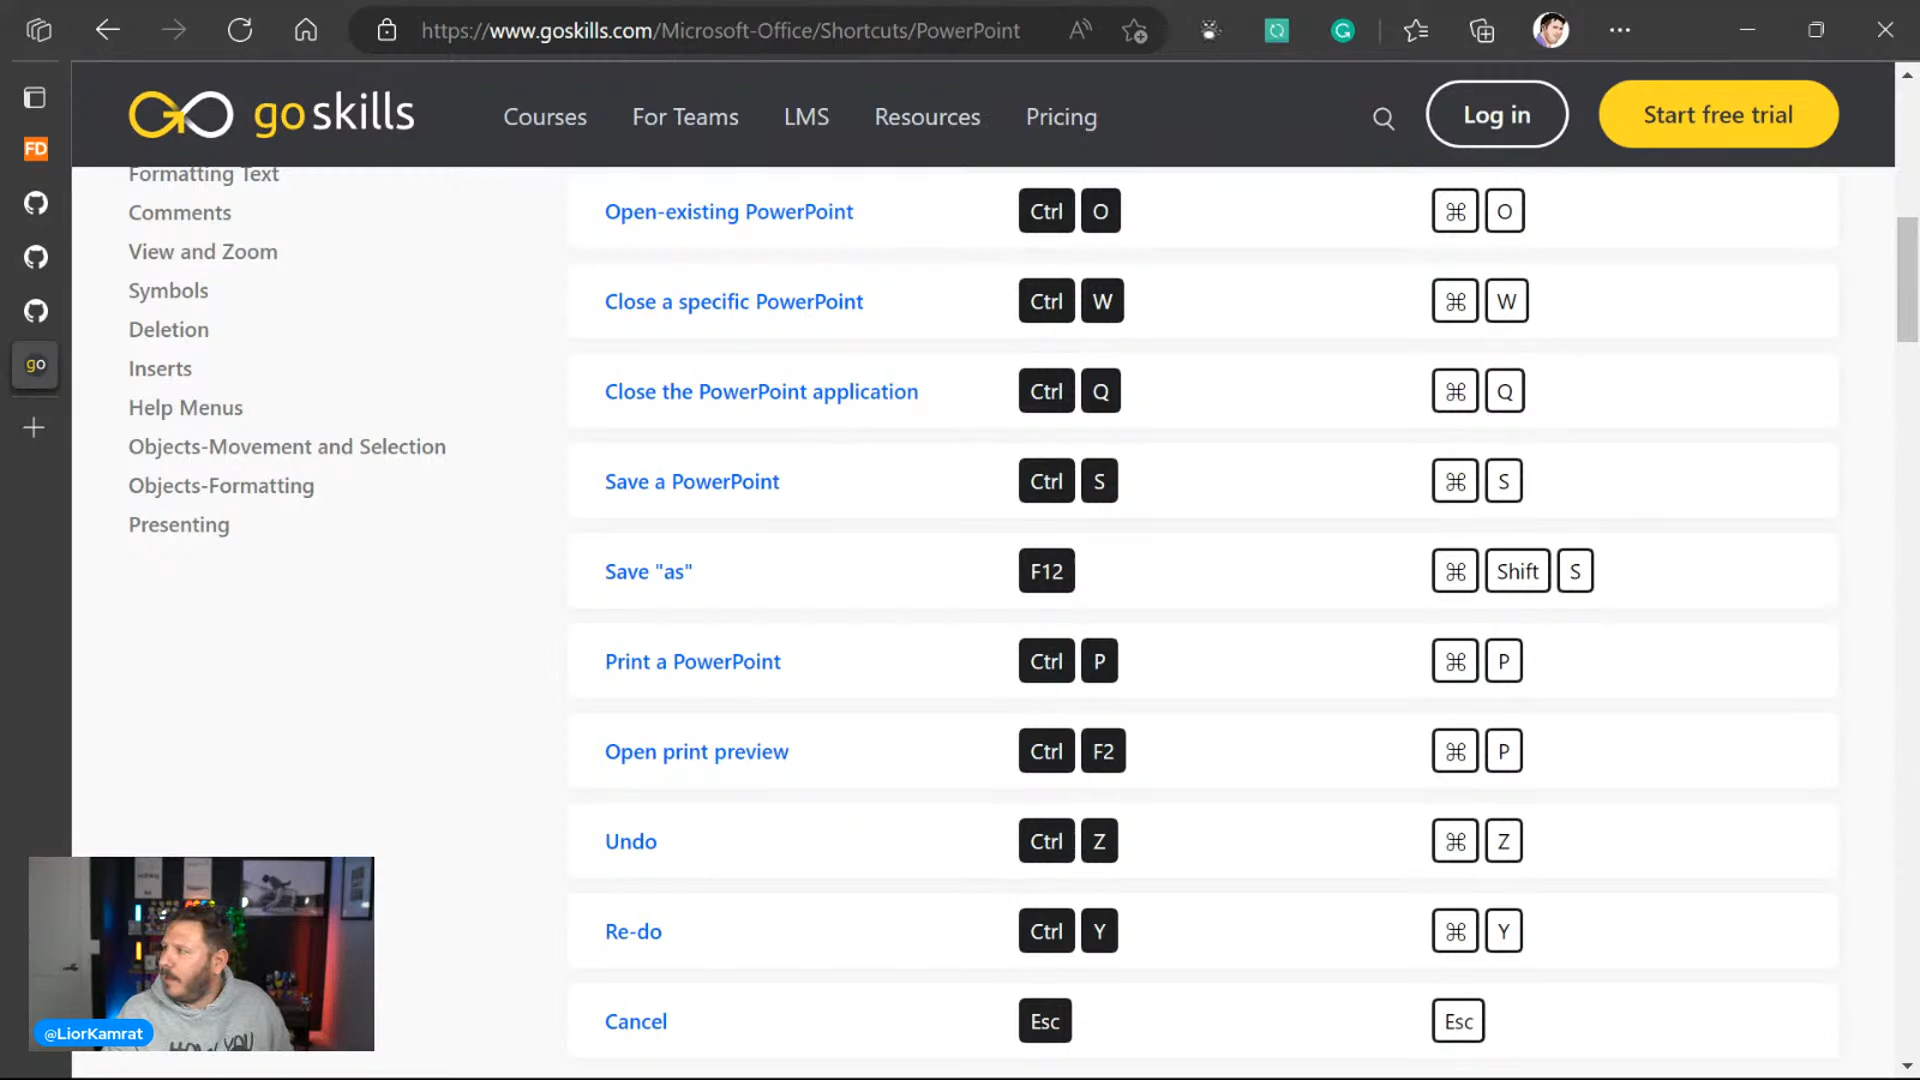 https://www.goskills.com/Microsoft-Office/Shortcuts/PowerPoint
FD
go
go skills
Courses
For Teams
LMS
Resources
Pricing
Log in
Start free trial
Formatting Text
Comments
View and Zoom
Symbols
Deletion
Inserts
Help Menus
Objects-Movement and Selection
Objects-Formatting
Presenting
Open-existing PowerPoint Ctrl O ⌘ O
Close a specific PowerPoint Ctrl W ⌘ W
Close the PowerPoint application Ctrl Q ⌘ Q
Save a PowerPoint Ctrl S ⌘ S
Save "as" F12 ⌘ Shift S
Print a PowerPoint Ctrl P ⌘ P
Open print preview Ctrl F2 ⌘ P
Undo Ctrl Z ⌘ Z
Re-do Ctrl Y ⌘ Y
Cancel Esc Esc
@LiorKamrat